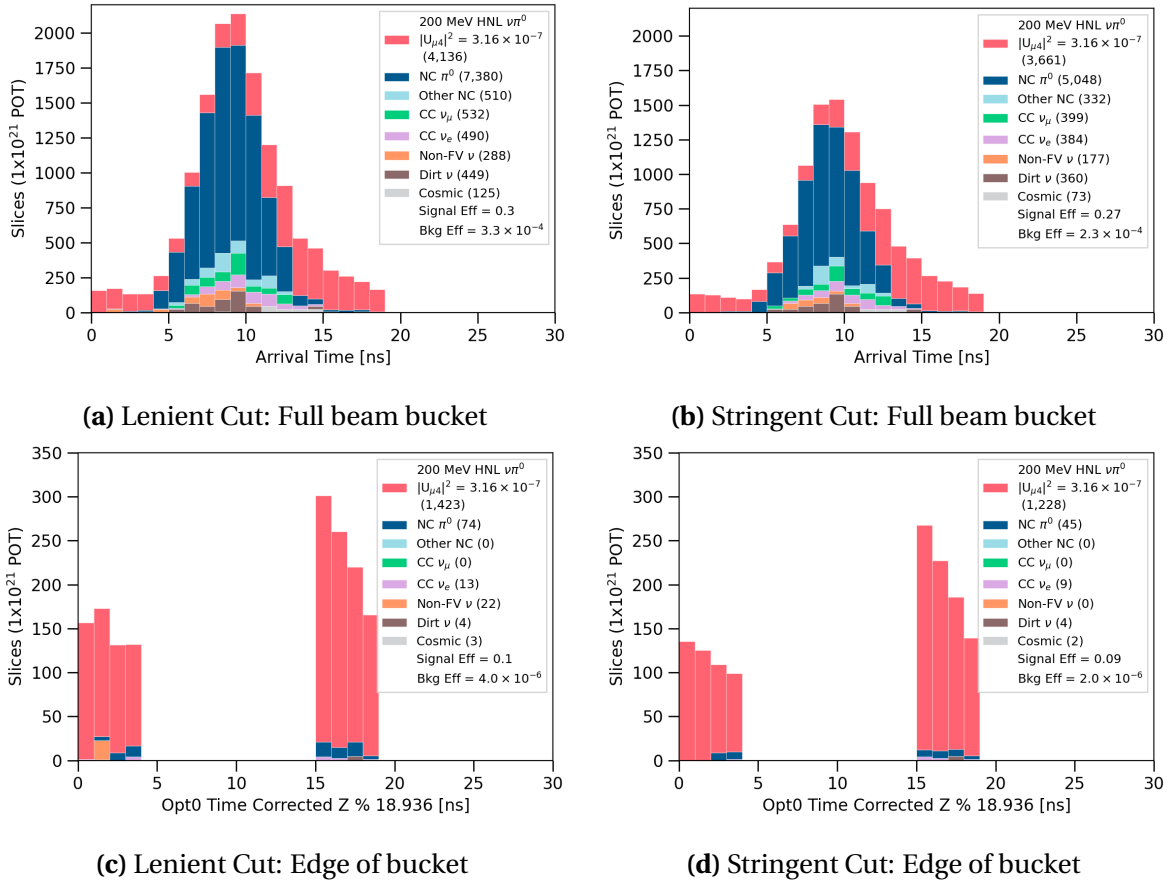 2000
1750
1500
1250
1000
750
500
250
0
Slices (1x10²¹ POT)
0 5 10 15 20 25 30
Arrival Time [ns]
200 MeV HNL νπ⁰
|Uμ4|² = 3.16 × 10⁻⁷
(4,136)
NC π⁰ (7,380)
Other NC (510)
CC νμ (532)
CC νe (490)
Non-FV ν (288)
Dirt ν (449)
Cosmic (125)
Signal Eff = 0.3
Bkg Eff = 3.3 × 10⁻⁴
(a) Lenient Cut: Full beam bucket
2000
1750
1500
1250
1000
750
500
250
0
Slices (1x10²¹ POT)
0 5 10 15 20 25 30
Arrival Time [ns]
200 MeV HNL νπ⁰
|Uμ4|² = 3.16 × 10⁻⁷
(3,661)
NC π⁰ (5,048)
Other NC (332)
CC νμ (399)
CC νe (384)
Non-FV ν (177)
Dirt ν (360)
Cosmic (73)
Signal Eff = 0.27
Bkg Eff = 2.3 × 10⁻⁴
(b) Stringent Cut: Full beam bucket
350
300
250
200
150
100
50
0
Slices (1x10²¹ POT)
0 5 10 15 20 25 30
Opt0 Time Corrected Z % 18.936 [ns]
200 MeV HNL νπ⁰
|Uμ4|² = 3.16 × 10⁻⁷
(1,423)
NC π⁰ (74)
Other NC (0)
CC νμ (0)
CC νe (13)
Non-FV ν (22)
Dirt ν (4)
Cosmic (3)
Signal Eff = 0.1
Bkg Eff = 4.0 × 10⁻⁶
(c) Lenient Cut: Edge of bucket
350
300
250
200
150
100
50
0
Slices (1x10²¹ POT)
0 5 10 15 20 25 30
Opt0 Time Corrected Z % 18.936 [ns]
200 MeV HNL νπ⁰
|Uμ4|² = 3.16 × 10⁻⁷
(1,228)
NC π⁰ (45)
Other NC (0)
CC νμ (0)
CC νe (9)
Non-FV ν (0)
Dirt ν (4)
Cosmic (2)
Signal Eff = 0.09
Bkg Eff = 2.0 × 10⁻⁶
(d) Stringent Cut: Edge of bucket